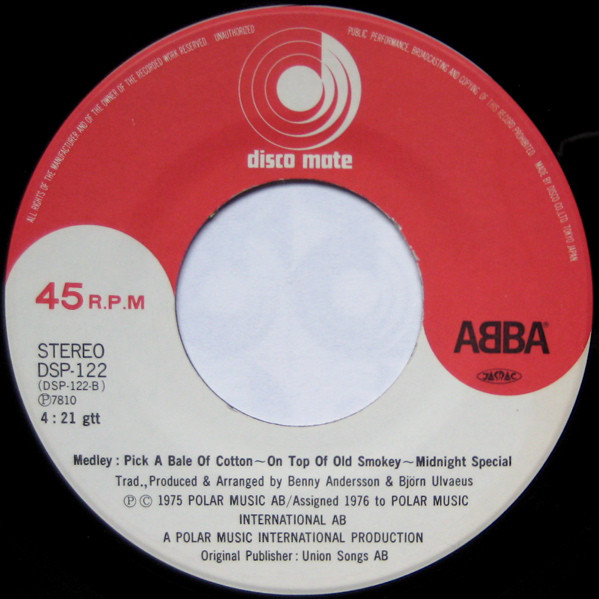 ALL RIGHTS OF THE MANUFACTURER AND OF THE OWNER OF THE RECORDED WORK RESERVED UNAUTHORIZED PUBLIC PERFORMANCE, BROADCASTING AND COPYING OF THIS RECORD PROHIBITED MADE BY DISCO CO., LTD. TOKYO JAPAN
disco mate
45 R.P.M
ABBA
STEREO
DSP-122
(DSP-122-B)
Ⓟ7810
4:21 gtt
Medley: Pick A Bale Of Cotton~On Top Of Old Smokey~Midnight Special
Trad., Produced & Arranged by Benny Andersson & Björn Ulvaeus
Ⓟ© 1975 POLAR MUSIC AB/Assigned 1976 to POLAR MUSIC
INTERNATIONAL AB
A POLAR MUSIC INTERNATIONAL PRODUCTION
Original Publisher: Union Songs AB